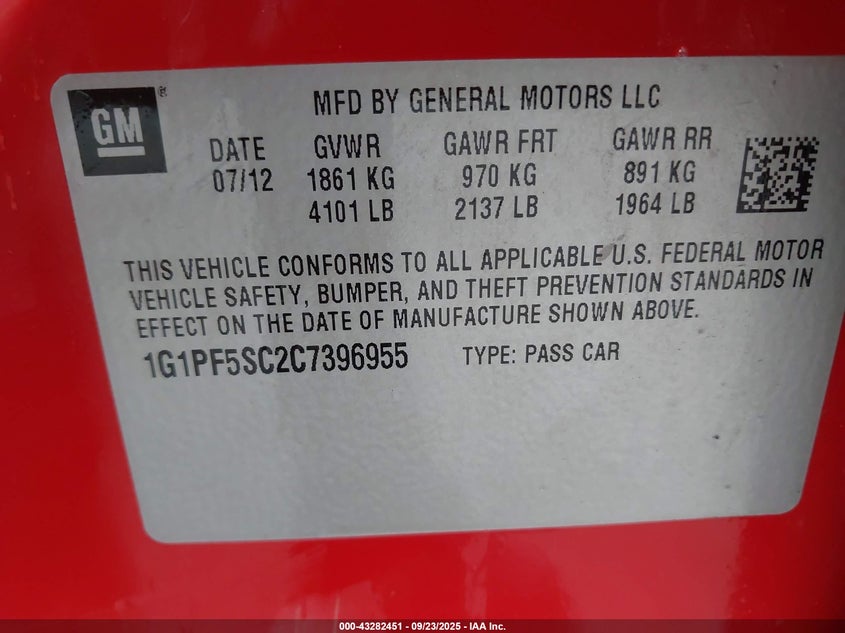 GM®
MFD BY GENERAL MOTORS LLC
DATE GVWR GAWR FRT GAWR RR
07/12 1861 KG 970 KG 891 KG
4101 LB 2137 LB 1964 LB
THIS VEHICLE CONFORMS TO ALL APPLICABLE U.S. FEDERAL MOTOR
VEHICLE SAFETY, BUMPER, AND THEFT PREVENTION STANDARDS IN
EFFECT ON THE DATE OF MANUFACTURE SHOWN ABOVE.
1G1PF5SC2C7396955 TYPE: PASS CAR
000-43282451 - 09/23/2025 - IAA Inc.